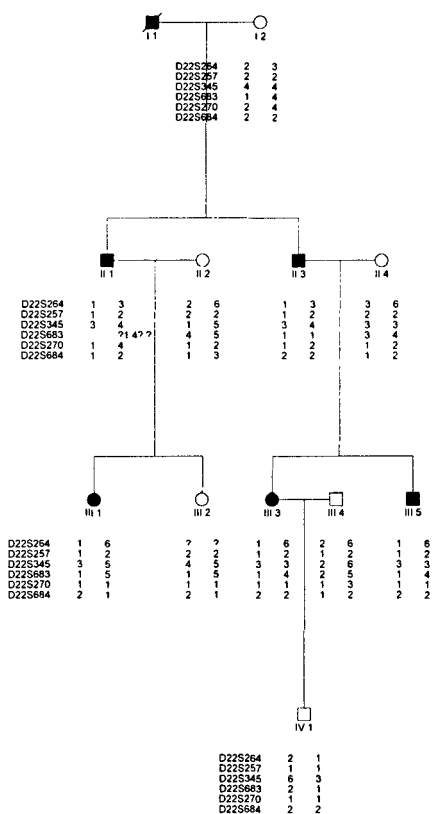 I 1 I 2
D22S264 2 3
D22S257 2 2
D22S345 4 4
D22S683 1 4
D22S270 2 4
D22S684 2 2
II 1 II 2 II 3 II 4
D22S264 1 3 2 6 1 3 3 6
D22S257 1 2 2 2 1 2 2 2
D22S345 3 4 1 5 3 4 3 3
D22S683 ?1 4? ? 4 5 1 1 3 4
D22S270 1 4 1 2 1 2 1 2
D22S684 1 2 1 3 2 2 1 2
III 1 III 2 III 3 III 4 III 5
D22S264 1 6 ? ? 1 6 2 6 1 6
D22S257 1 2 2 2 1 2 1 2 1 2
D22S345 3 5 4 5 3 3 2 6 3 3
D22S683 1 5 1 5 1 4 2 5 1 4
D22S270 1 1 1 1 1 1 1 3 1 1
D22S684 2 1 2 1 2 2 1 2 2 2
IV 1
D22S264 2 1
D22S257 1 1
D22S345 6 3
D22S683 2 1
D22S270 1 1
D22S684 2 2